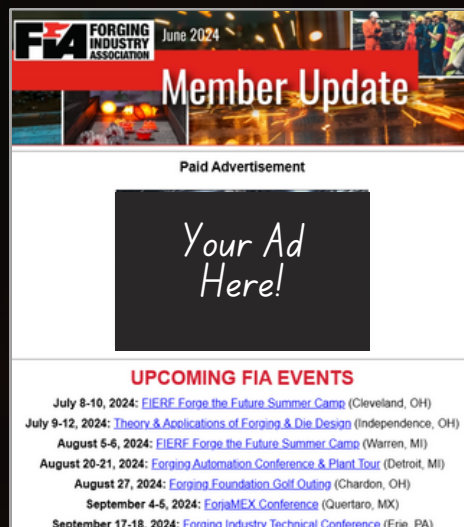 FIA FORGING
INDUSTRY
ASSOCIATION
June 2024
Member Update
Paid Advertisement
Your Ad
Here!
UPCOMING FIA EVENTS
July 8-10, 2024: FIERF Forge the Future Summer Camp (Cleveland, OH)
July 9-12, 2024: Theory & Applications of Forging & Die Design (Independence, OH)
August 5-6, 2024: FIERF Forge the Future Summer Camp (Warren, MI)
August 20-21, 2024: Forging Automation Conference & Plant Tour (Detroit, MI)
August 27, 2024: Forging Foundation Golf Outing (Chardon, OH)
September 4-5, 2024: ForjaMEX Conference (Quertaro, MX)
September 17-18, 2024: Forging Industry Technical Conference (Erie, PA)